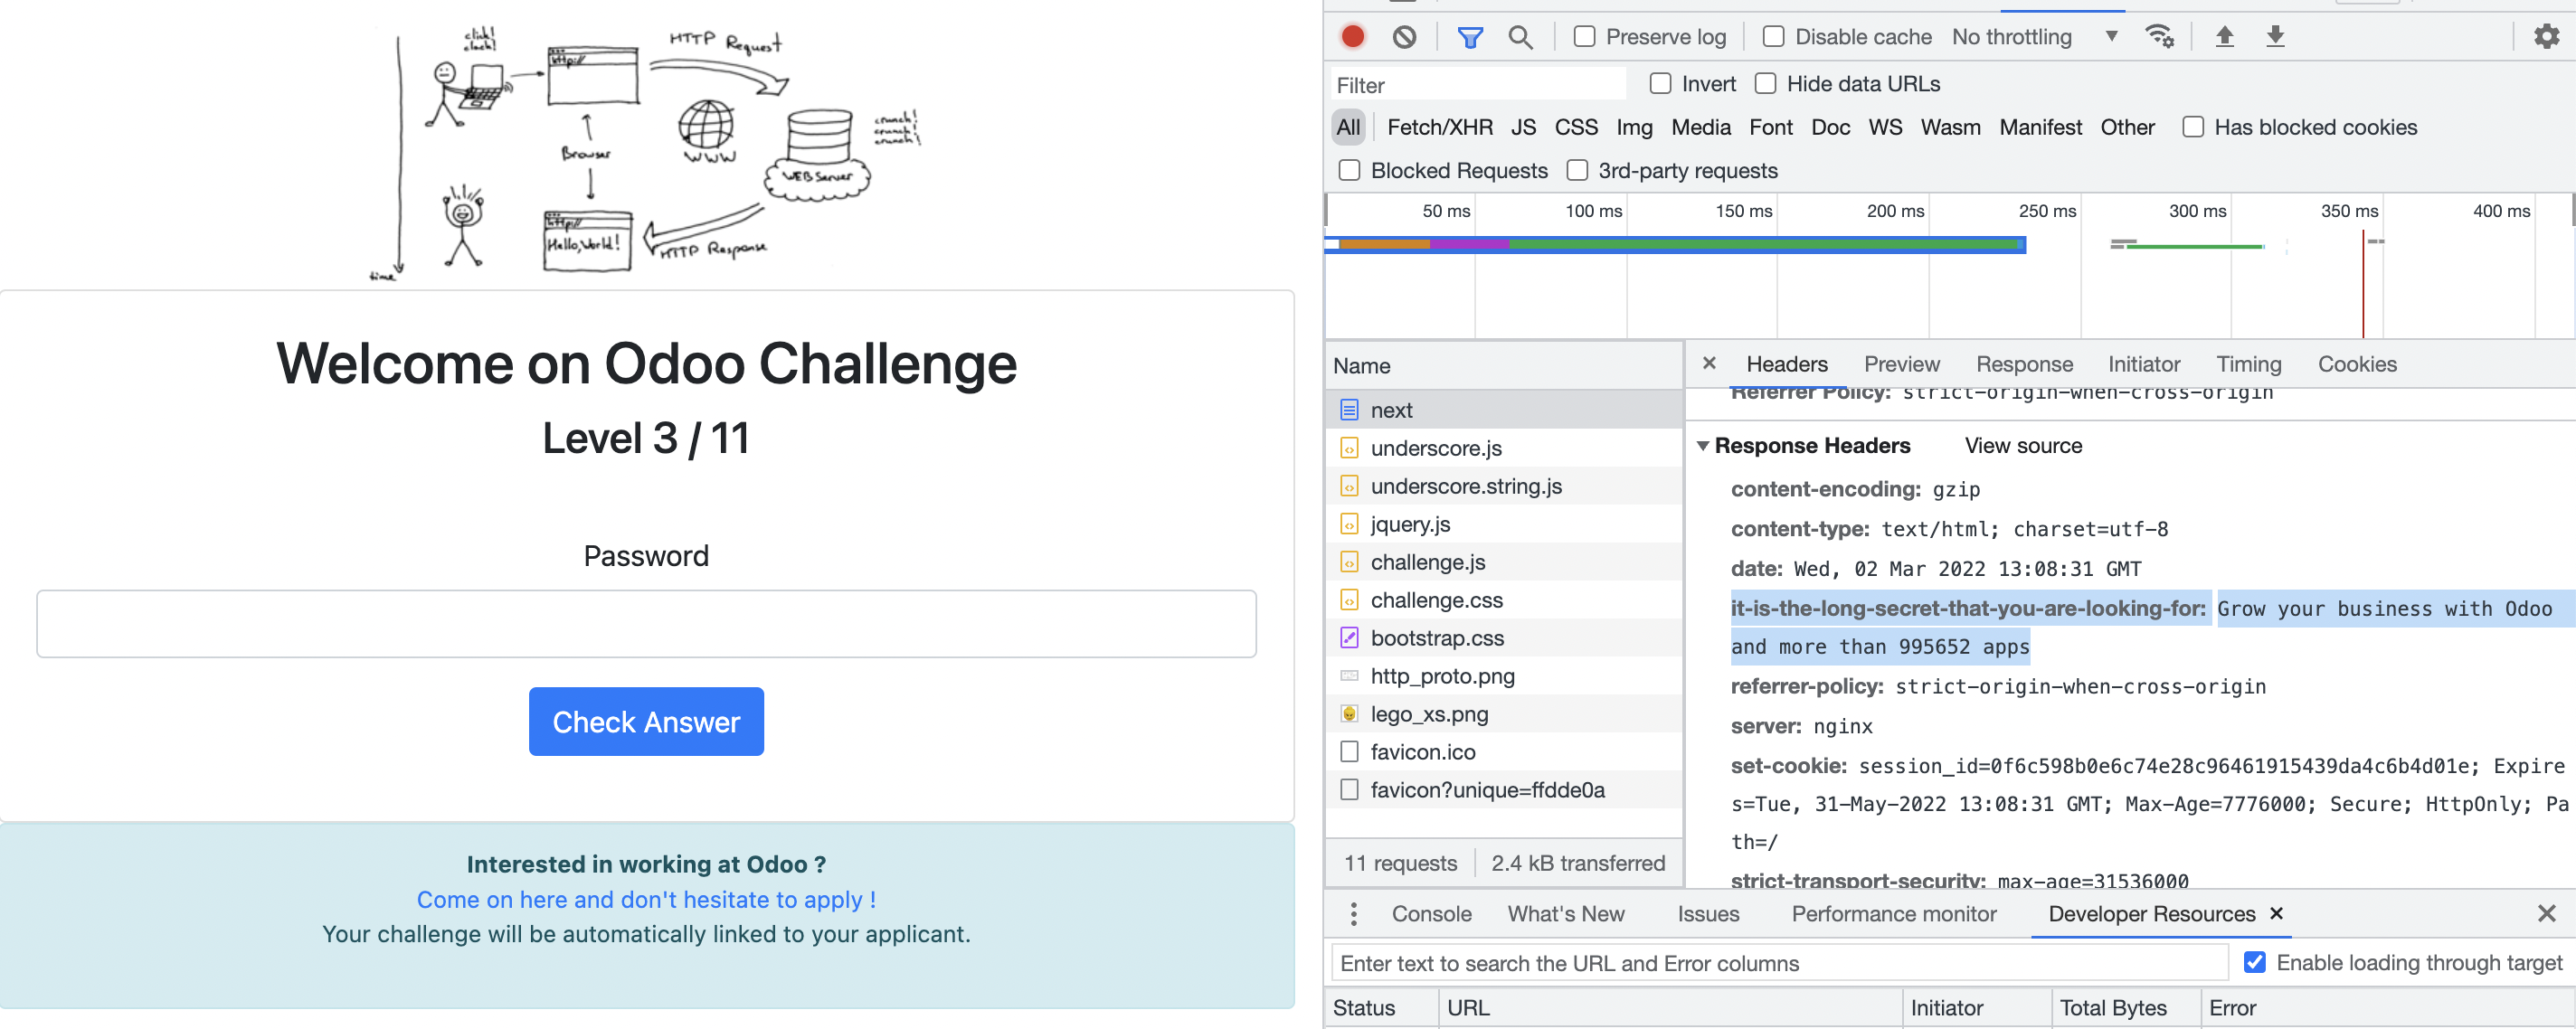 click!
clack!
HTTP Request
http://
crunch!
crunch!
crunch!
Browser
WWW
WEB Server
http://
Hello, World!
HTTP Response
time
Welcome on Odoo Challenge
Level 3 / 11
Password
Check Answer
Interested in working at Odoo ?
Come on here and don't hesitate to apply !
Your challenge will be automatically linked to your applicant.
Preserve log Disable cache No throttling
Filter Invert Hide data URLs
All Fetch/XHR JS CSS Img Media Font Doc WS Wasm Manifest Other Has blocked cookies
Blocked Requests 3rd-party requests
50 ms 100 ms 150 ms 200 ms 250 ms 300 ms 350 ms 400 ms
Name
next
underscore.js
underscore.string.js
jquery.js
challenge.js
challenge.css
bootstrap.css
http_proto.png
lego_xs.png
favicon.ico
favicon?unique=ffdde0a
11 requests 2.4 kB transferred
× Headers Preview Response Initiator Timing Cookies
Referrer Policy: strict-origin-when-cross-origin
Response Headers View source
content-encoding: gzip
content-type: text/html; charset=utf-8
date: Wed, 02 Mar 2022 13:08:31 GMT
it-is-the-long-secret-that-you-are-looking-for: Grow your business with Odoo
and more than 995652 apps
referrer-policy: strict-origin-when-cross-origin
server: nginx
set-cookie: session_id=0f6c598b0e6c74e28c96461915439da4c6b4d01e; Expire
s=Tue, 31-May-2022 13:08:31 GMT; Max-Age=7776000; Secure; HttpOnly; Pa
th=/
strict-transport-security: max-age=31536000
Console What's New Issues Performance monitor Developer Resources ×
Enter text to search the URL and Error columns Enable loading through target
Status URL Initiator Total Bytes Error